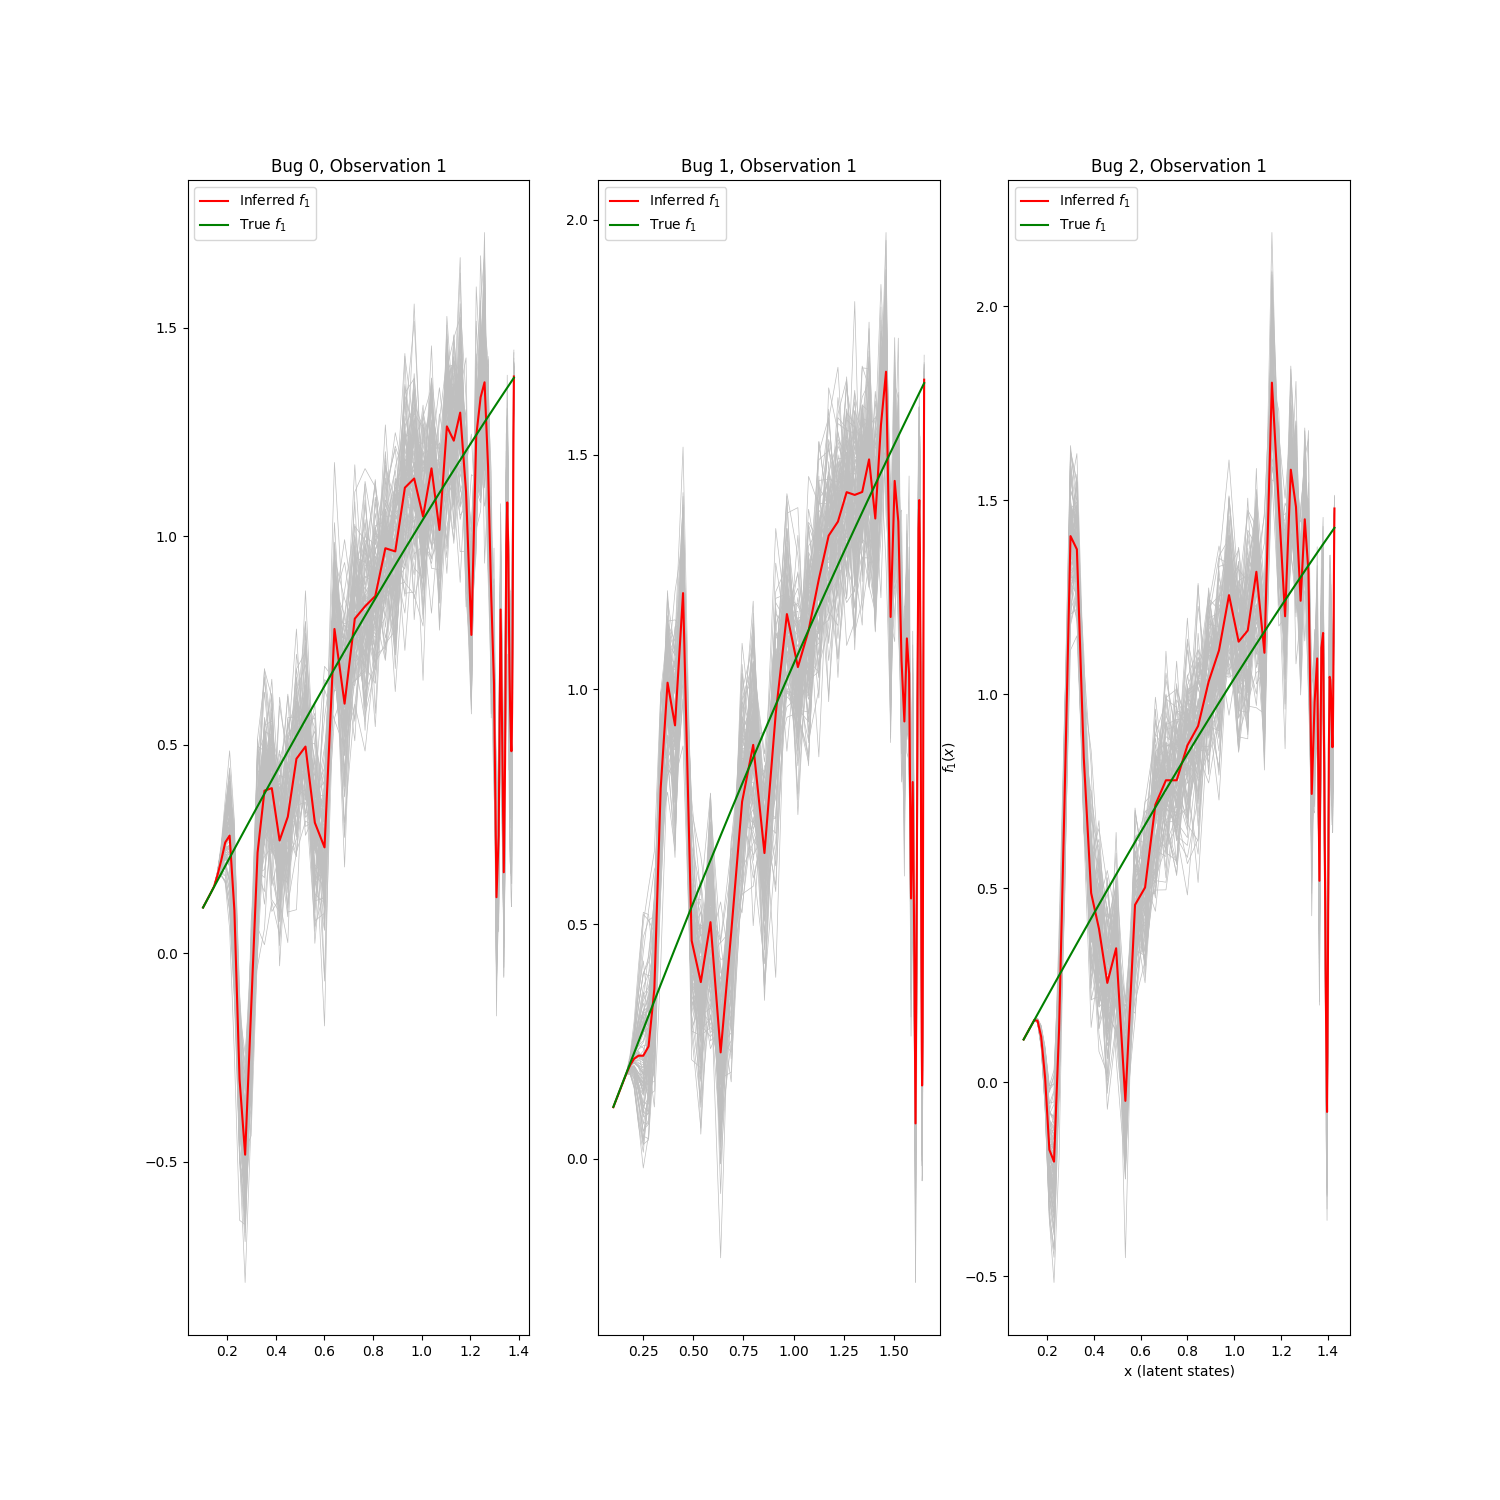 Bug 0, Observation 1
Inferred f₁
True f₁
1.5
1.0
0.5
0.0
−0.5
0.2 0.4 0.6 0.8 1.0 1.2 1.4
Bug 1, Observation 1
Inferred f₁
True f₁
2.0
1.5
1.0
0.5
0.0
0.25 0.50 0.75 1.00 1.25 1.50
Bug 2, Observation 1
Inferred f₁
True f₁
f₁(x)
2.0
1.5
1.0
0.5
0.0
−0.5
0.2 0.4 0.6 0.8 1.0 1.2 1.4
x (latent states)